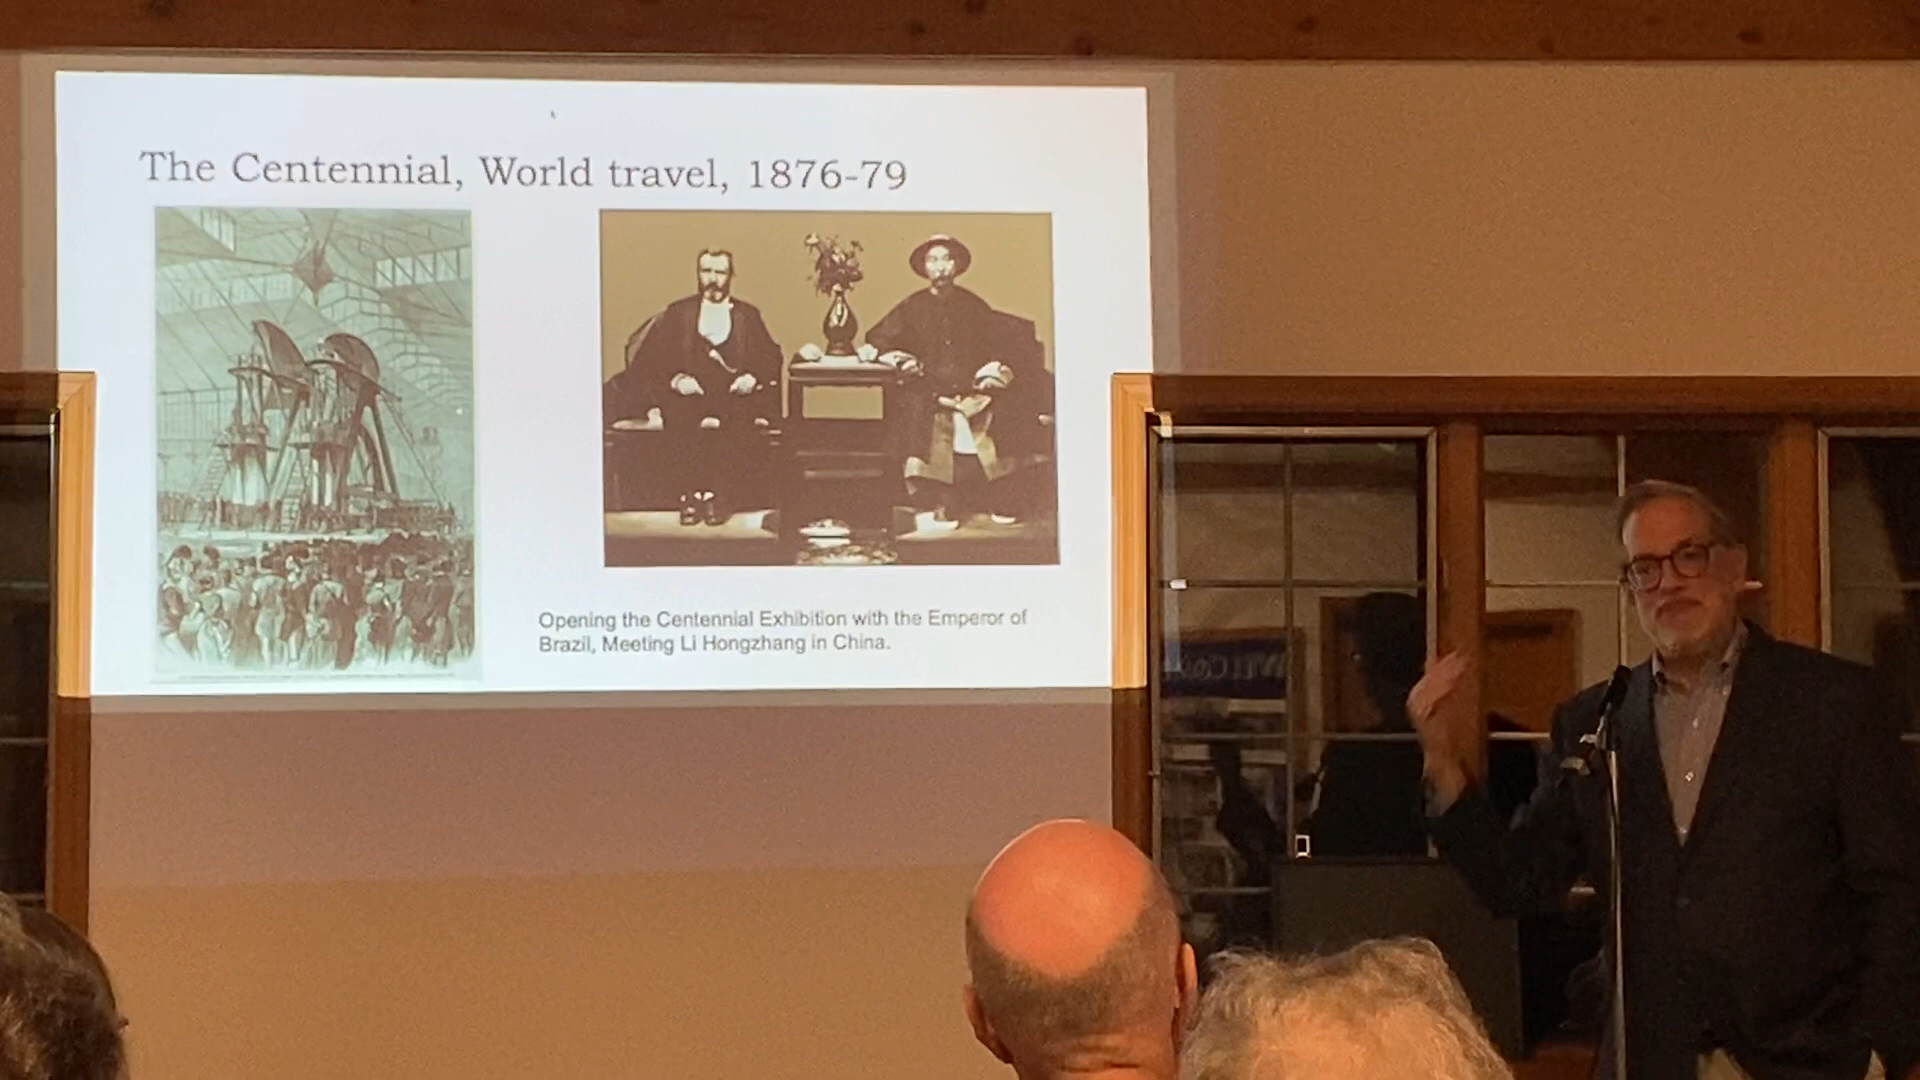 The Centennial, World travel, 1876-79
Opening the Centennial Exhibition with the Emperor of
Brazil, Meeting Li Hongzhang in China.